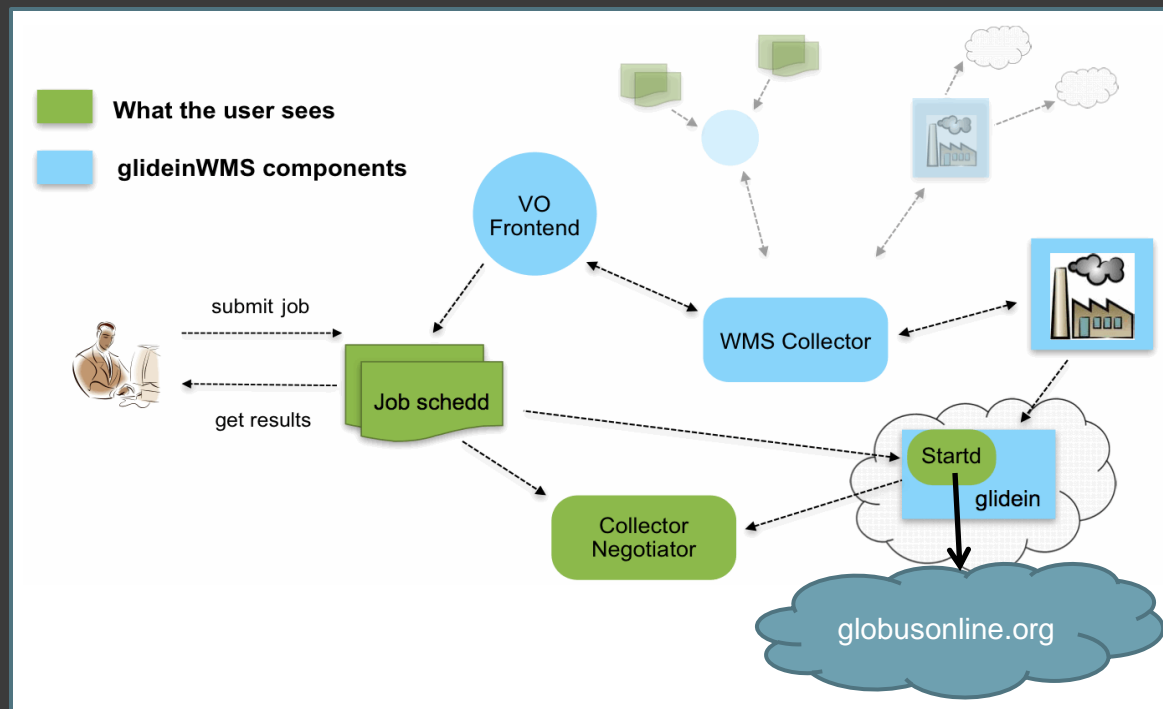 What the user sees
glideinWMS components
VO
Frontend
submit job
WMS Collector
Job schedd
get results
Startd
glidein
Collector
Negotiator
globusonline.org